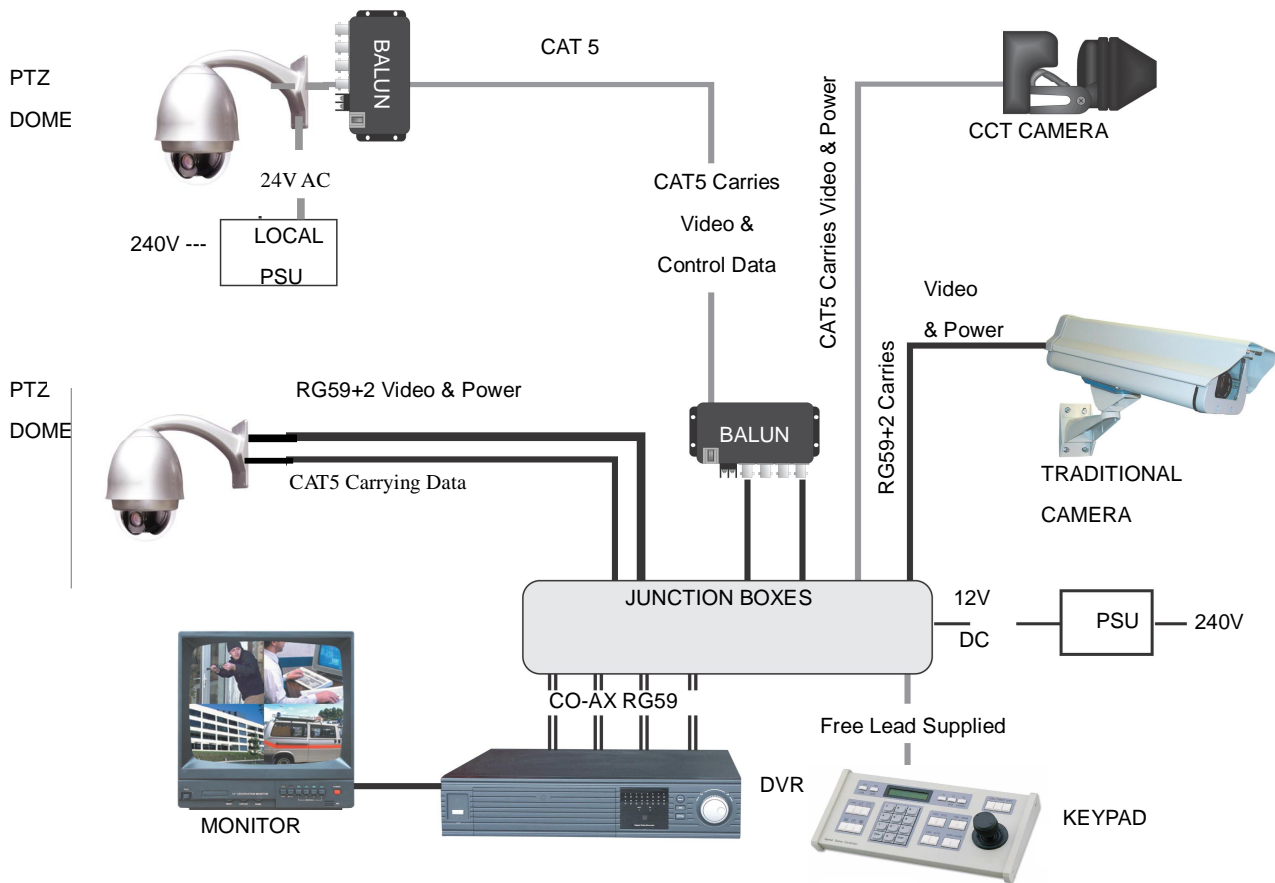 CAT 5
PTZ
DOME
BALUN
CCT CAMERA
24V AC
240V ---
LOCAL
PSU
CAT5 Carries
Video &
Control Data
CAT5 Carries Video & Power
Video
& Power
RG59+2 Carries
PTZ
DOME
RG59+2 Video & Power
CAT5 Carrying Data
BALUN
TRADITIONAL
CAMERA
JUNCTION BOXES
12V
DC
PSU
240V
CO-AX RG59
Free Lead Supplied
DVR
MONITOR
KEYPAD